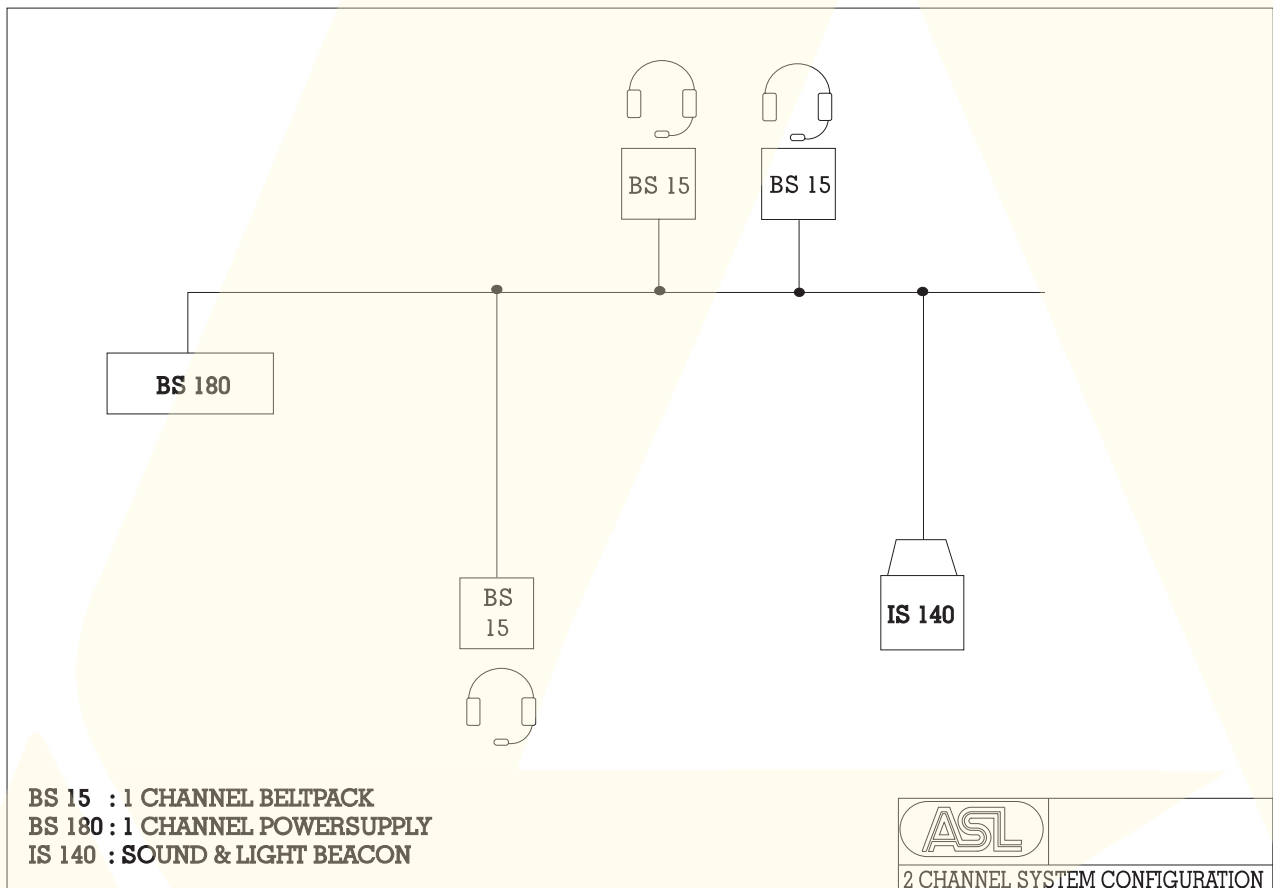 BS 15
BS 15
BS 180
BS
15
IS 140
BS 15 : 1 CHANNEL BELTPACK
BS 180 : 1 CHANNEL POWERSUPPLY
IS 140 : SOUND & LIGHT BEACON
ASL
2 CHANNEL SYSTEM CONFIGURATION